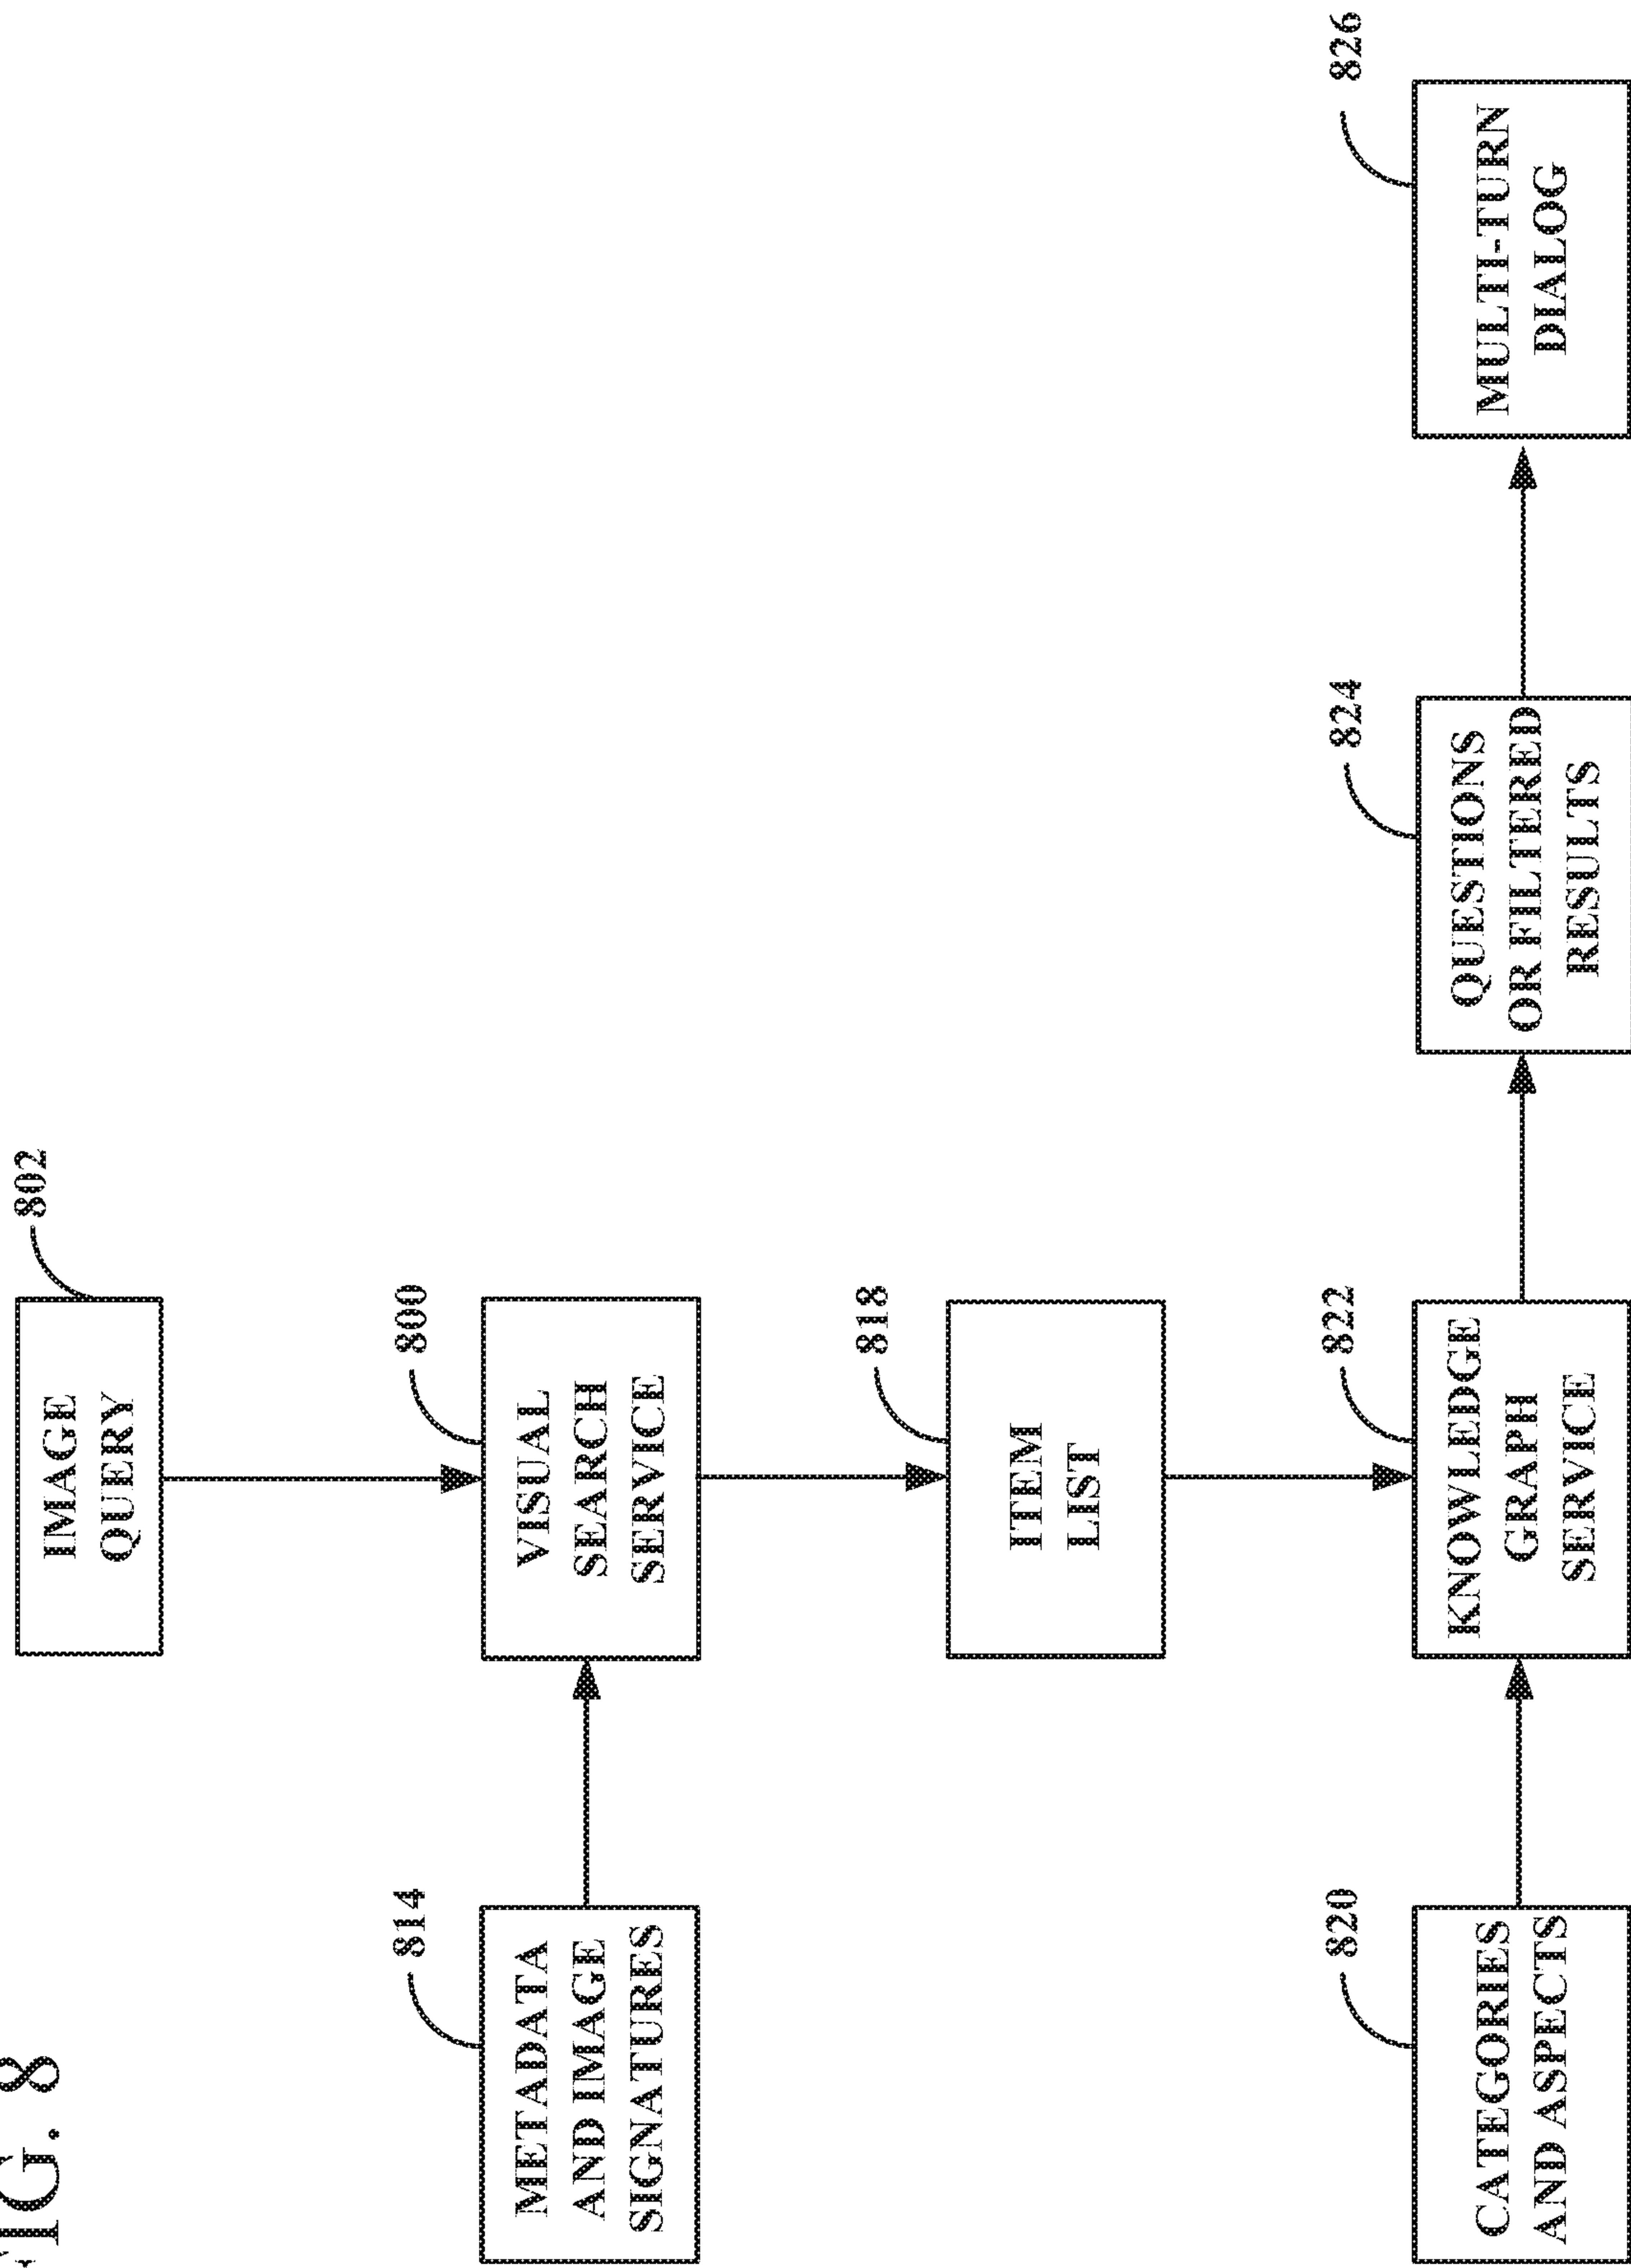 FIG. 8
802
IMAGE
QUERY
814
METADATA
AND IMAGE
SIGNATURES
800
VISUAL
SEARCH
SERVICE
818
ITEM
LIST
820
CATEGORIES
AND ASPECTS
822
KNOWLEDGE
GRAPH
SERVICE
824
QUESTIONS
OR FILTERED
RESULTS
826
MULTI-TURN
DIALOG